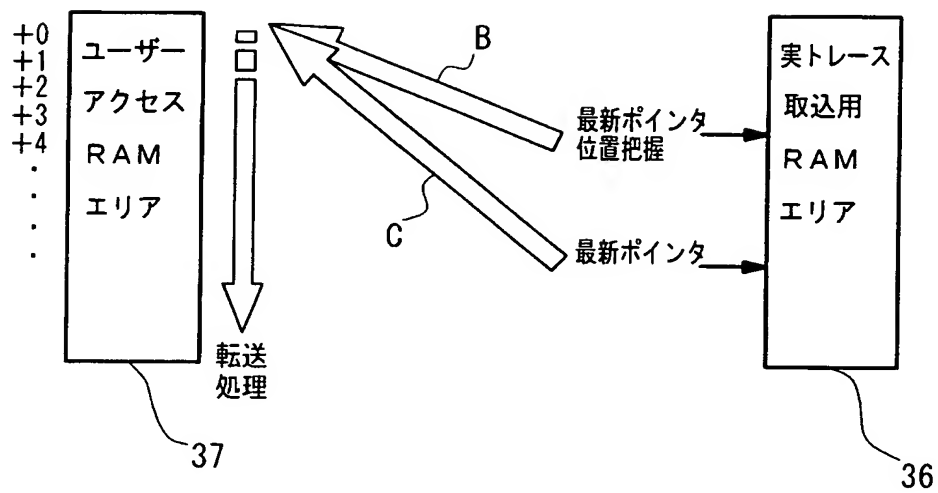 +0
+1
+2
+3
+4
ユーザー
アクセス
RAM
エリア
転送
処理
37
B
C
最新ポインタ
位置把握
最新ポインタ
実トレース
取込用
RAM
エリア
36